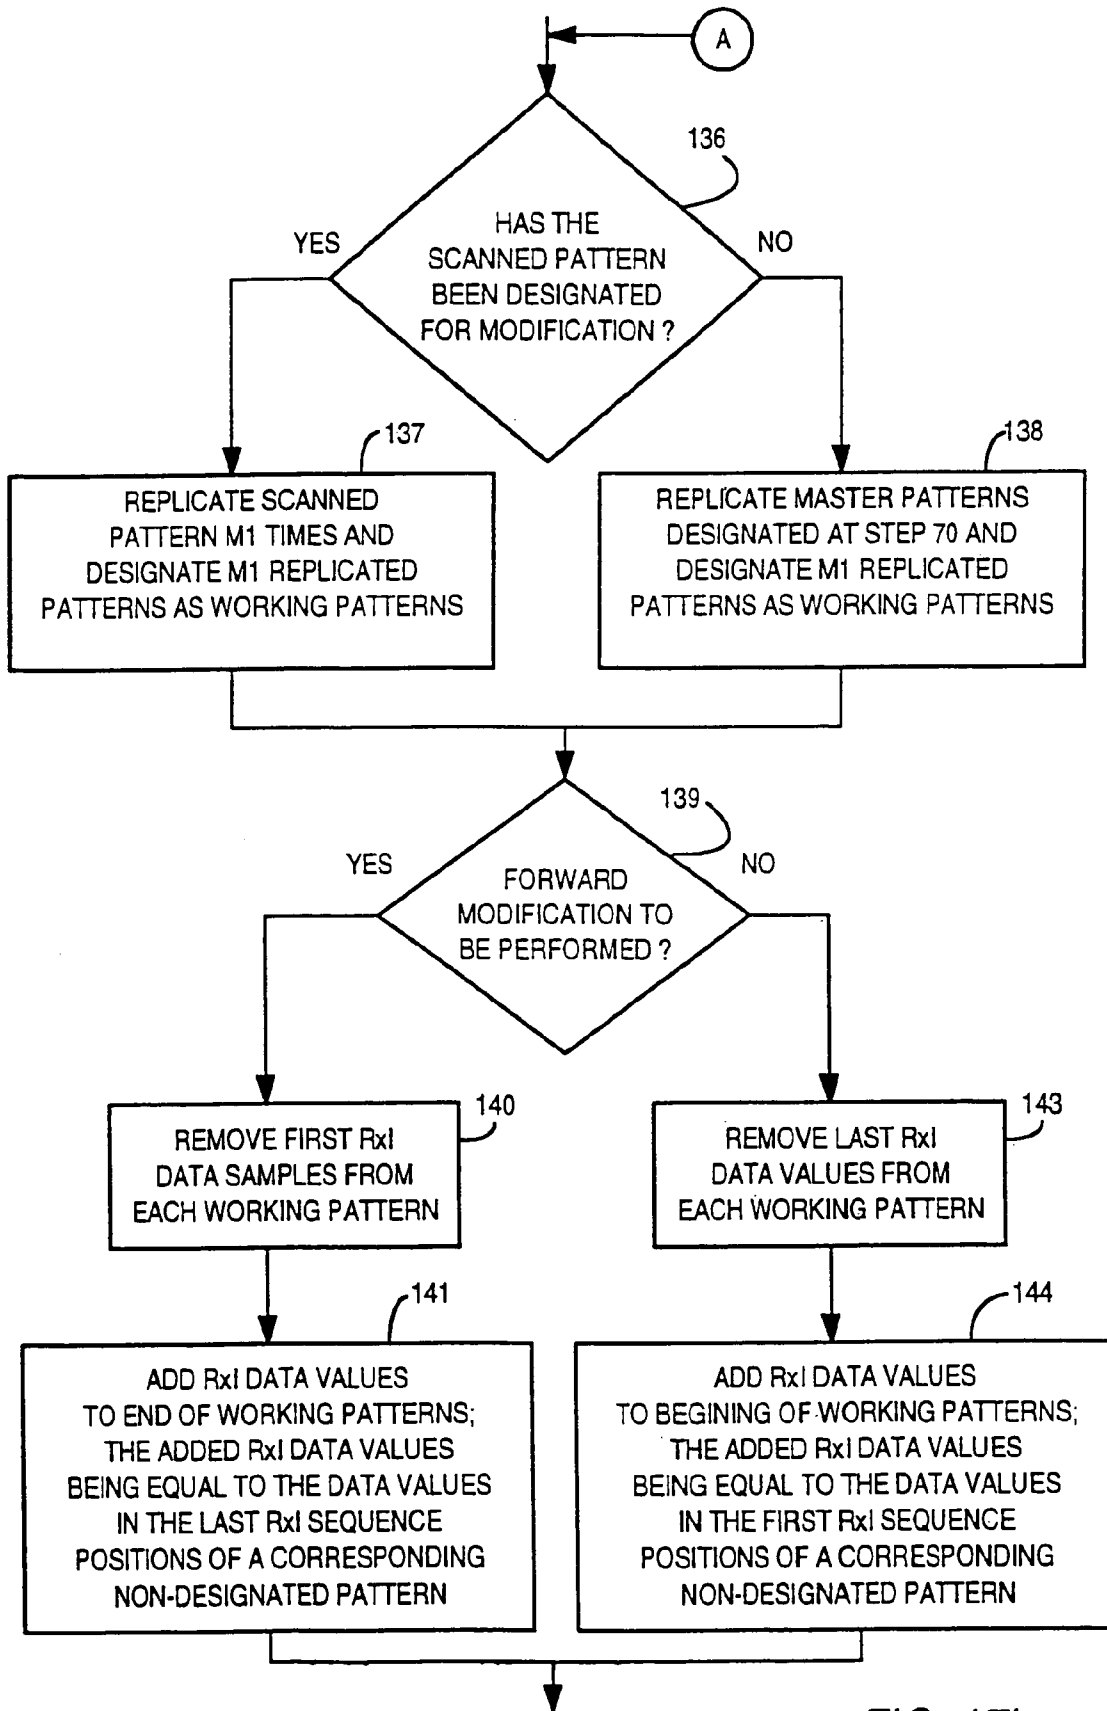 A
136
HAS THE
SCANNED PATTERN
BEEN DESIGNATED
FOR MODIFICATION ?
YES
NO
137
REPLICATE SCANNED
PATTERN M1 TIMES AND
DESIGNATE M1 REPLICATED
PATTERNS AS WORKING PATTERNS
138
REPLICATE MASTER PATTERNS
DESIGNATED AT STEP 70 AND
DESIGNATE M1 REPLICATED
PATTERNS AS WORKING PATTERNS
139
YES
NO
FORWARD
MODIFICATION TO
BE PERFORMED ?
140
REMOVE FIRST RxI
DATA SAMPLES FROM
EACH WORKING PATTERN
143
REMOVE LAST RxI
DATA VALUES FROM
EACH WORKING PATTERN
141
ADD RxI DATA VALUES
TO END OF WORKING PATTERNS;
THE ADDED RxI DATA VALUES
BEING EQUAL TO THE DATA VALUES
IN THE LAST RxI SEQUENCE
POSITIONS OF A CORRESPONDING
NON-DESIGNATED PATTERN
144
ADD RxI DATA VALUES
TO BEGINING OF WORKING PATTERNS;
THE ADDED RxI DATA VALUES
BEING EQUAL TO THE DATA VALUES
IN THE FIRST RxI SEQUENCE
POSITIONS OF A CORRESPONDING
NON-DESIGNATED PATTERN